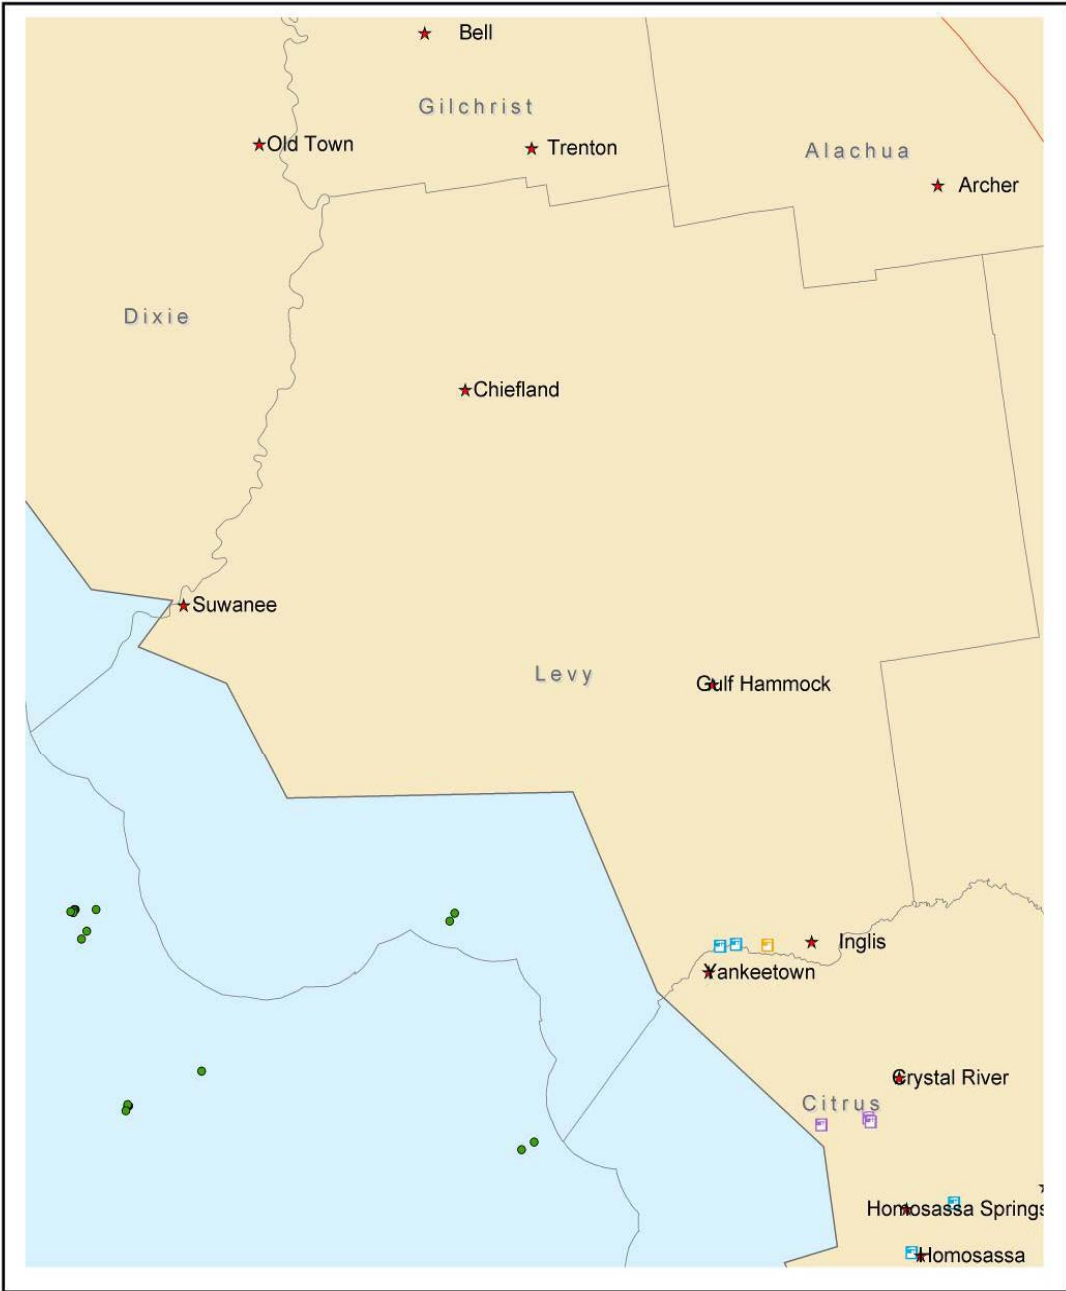 Bell
Gilchrist
Old Town
Trenton
Alachua
Archer
Dixie
Chiefland
Suwanee
Levy
Gulf Hammock
Inglis
Yankeetown
Crystal River
Citrus
Homosassa Springs
Homosassa